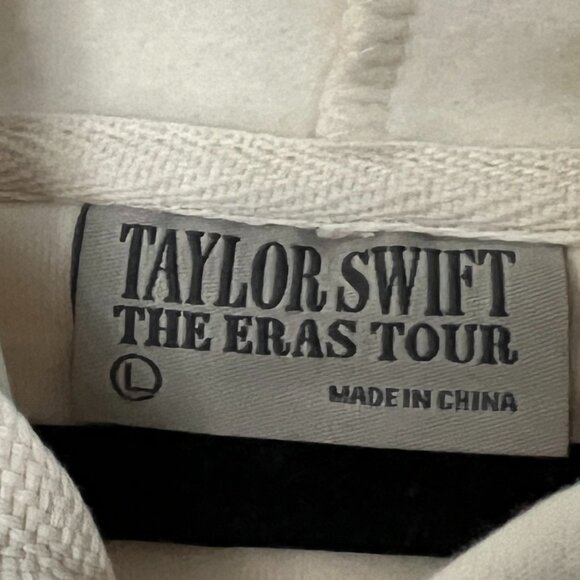 TAYLOR SWIFT
THE ERAS TOUR
L
MADE IN CHINA